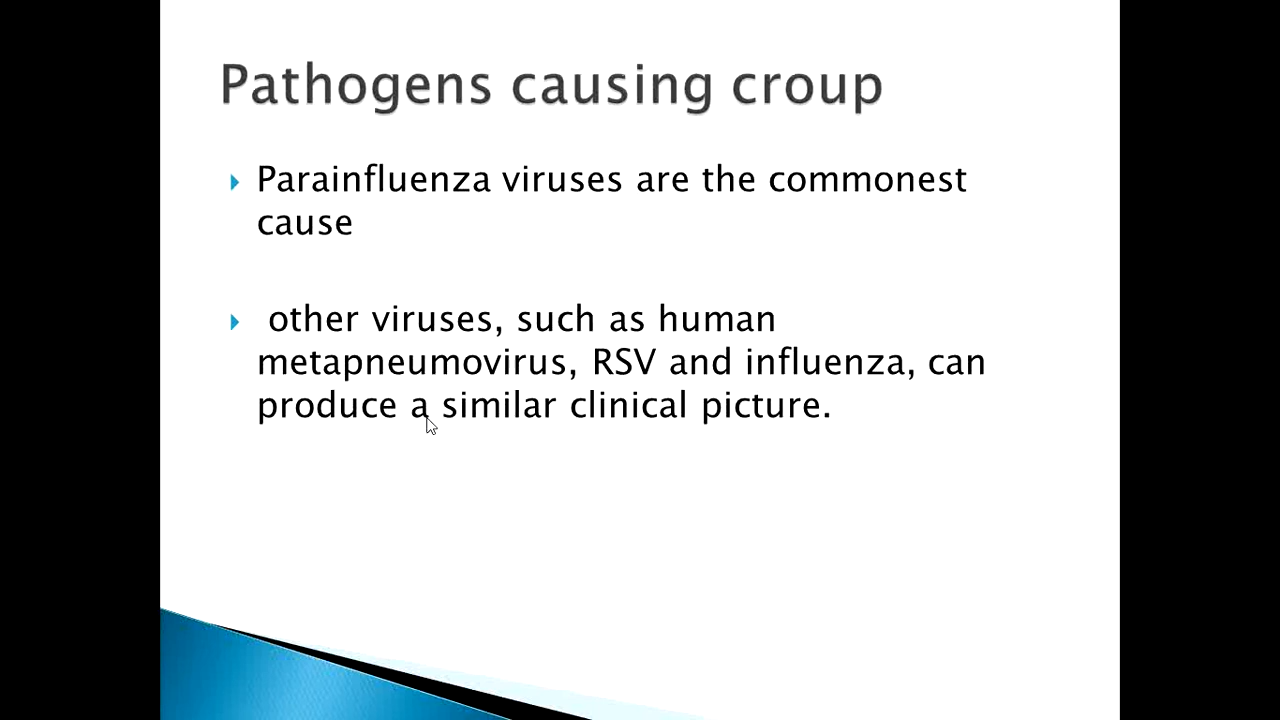 Pathogens causing croup
Parainfluenza viruses are the commonest
cause
other viruses, such as human
metapneumovirus, RSV and influenza, can
produce a similar clinical picture.